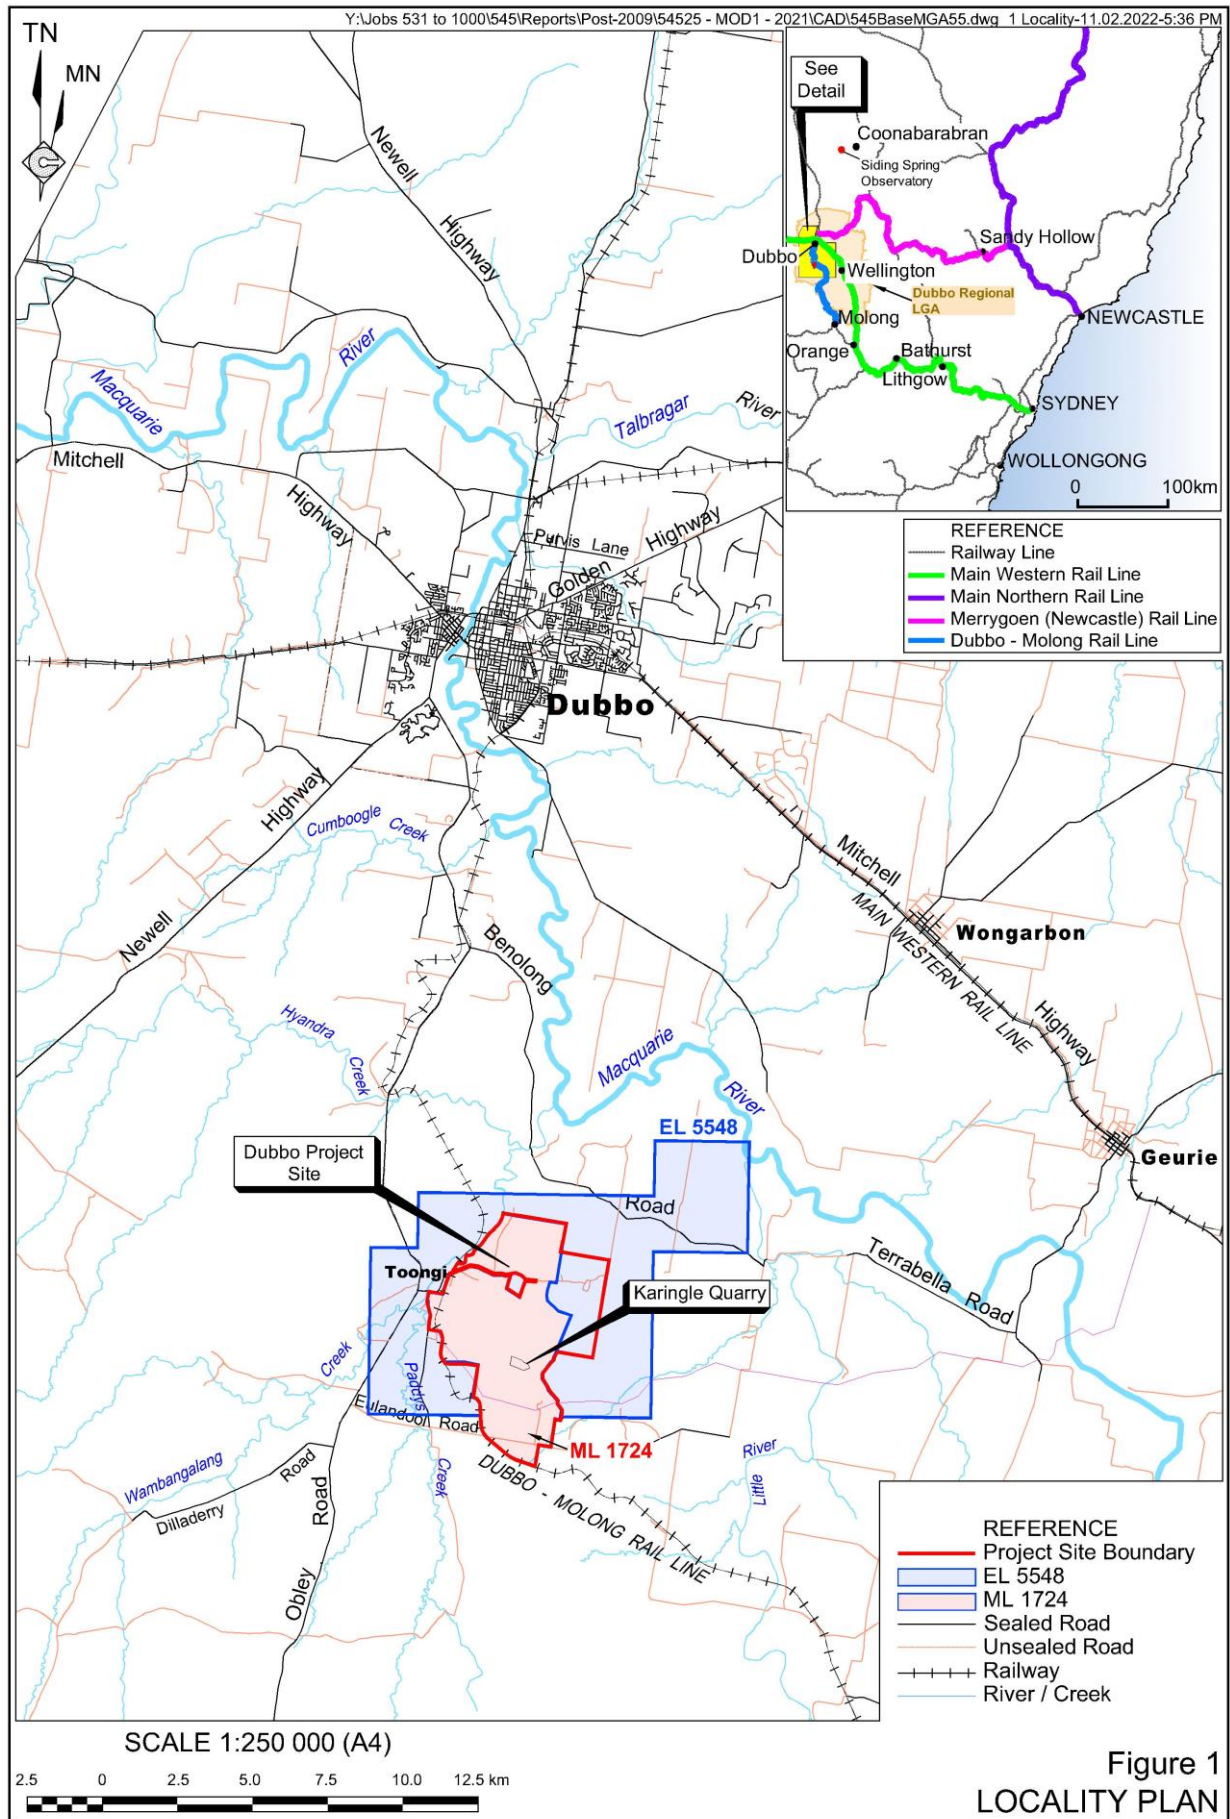 Y:\Jobs 531 to 1000\545\Reports\Post-2009\54525 - MOD1 - 2021\CAD\545BaseMGA55.dwg 1 Locality-11.02.2022-5:36 PM
TN
MN
See
Detail
Coonabarabran
Siding Spring
Observatory
Dubbo
Sandy Hollow
Wellington
Dubbo Regional
LGA
Molong
NEWCASTLE
Orange
Bathurst
Lithgow
SYDNEY
WOLLONGONG
0 100km
REFERENCE
Railway Line
Main Western Rail Line
Main Northern Rail Line
Merrygoen (Newcastle) Rail Line
Dubbo - Molong Rail Line
Newell
Highway
River
Macquarie
Talbragar
River
Mitchell
Highway
Purvis Lane
Golden
Highway
Dubbo
Highway
Cumboogle
Creek
Newell
Benolong
Mitchell
MAIN WESTERN RAIL LINE
Wongarbon
Highway
Hyandra
Creek
Macquarie
River
EL 5548
Geurie
Dubbo Project
Site
Road
Toongi
Terrabella
Road
Karingle Quarry
Creek
Paddys
Eulandool Road
ML 1724
River
Little
Wambangalang
Road
Dilladerry
Road
Creek
DUBBO - MOLONG RAIL LINE
Obley
REFERENCE
Project Site Boundary
EL 5548
ML 1724
Sealed Road
Unsealed Road
Railway
River / Creek
SCALE 1:250 000 (A4)
2.5 0 2.5 5.0 7.5 10.0 12.5 km
Figure 1
LOCALITY PLAN